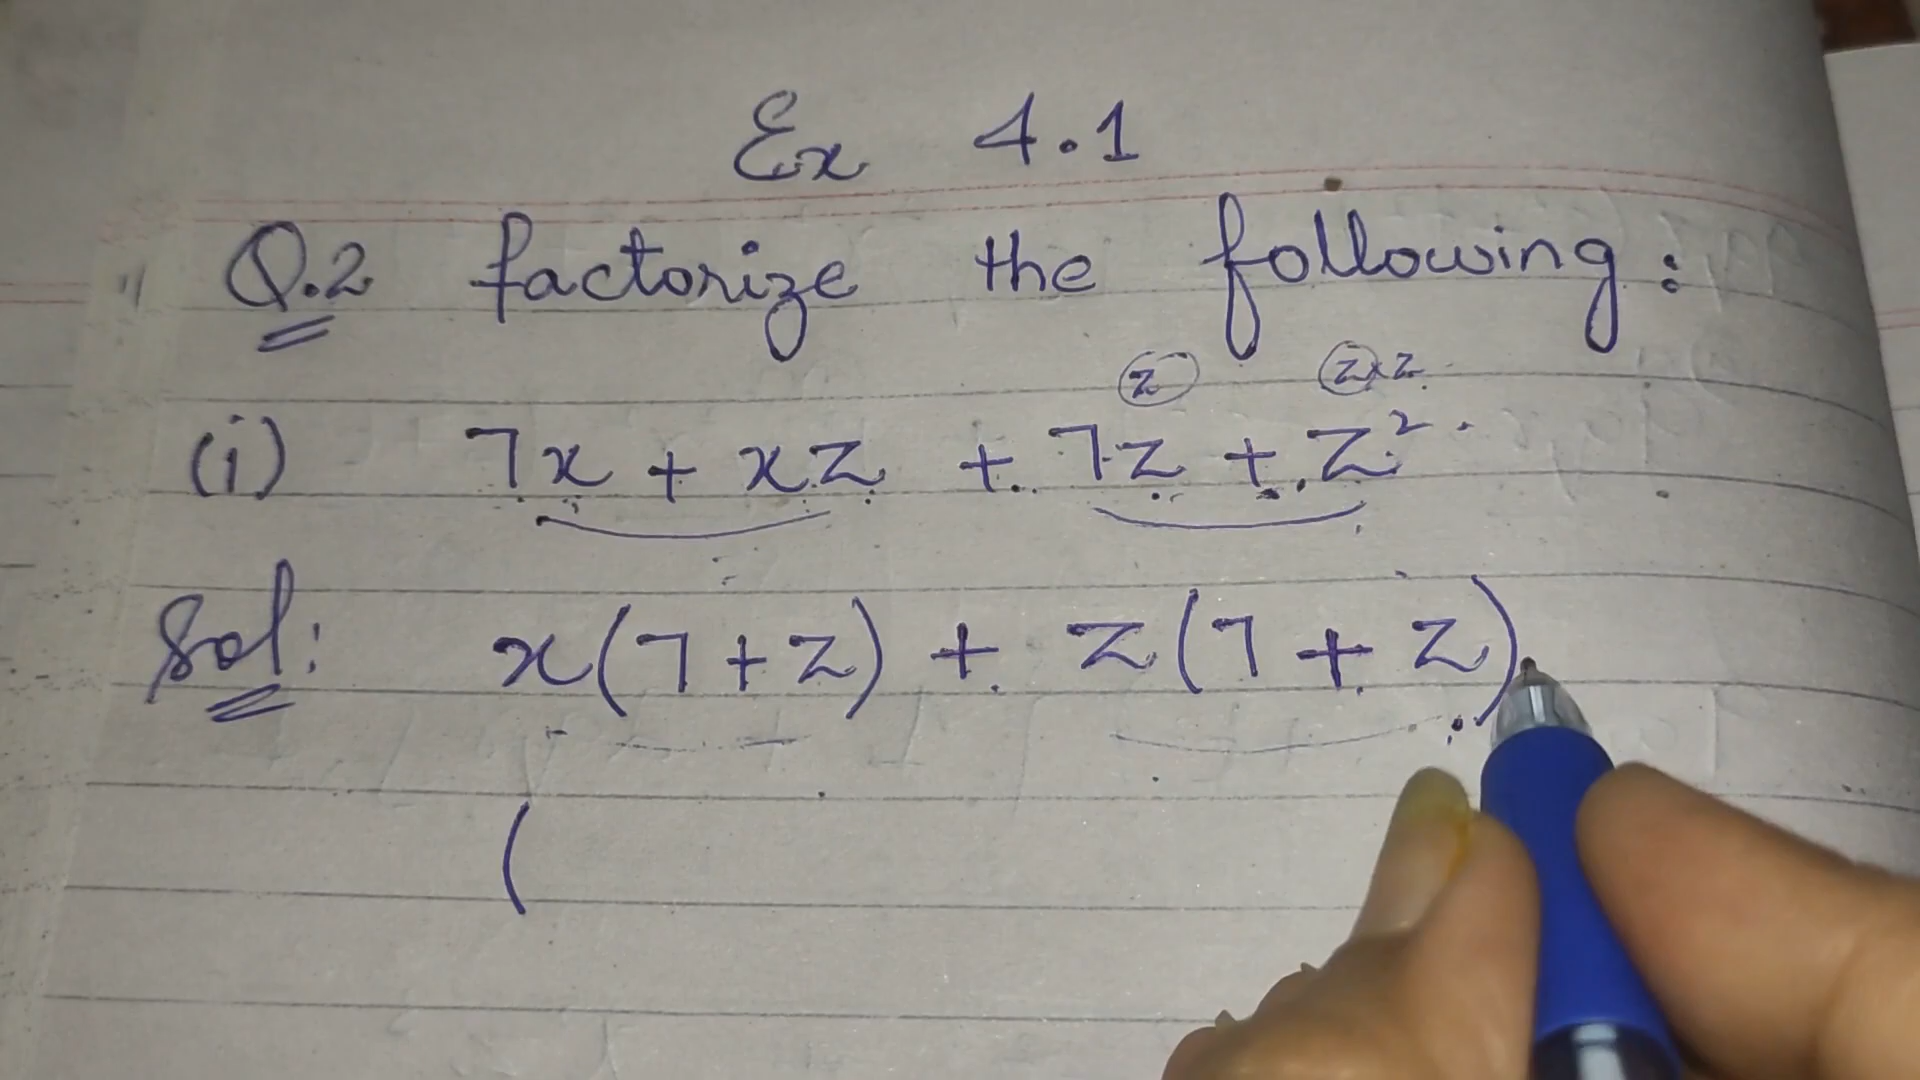 Ex 4.1
Q.2 factorize the following:
z z×z
(i) 7x + xz + 7z + z².
Sol: x(7+z) + z(7+z)
(